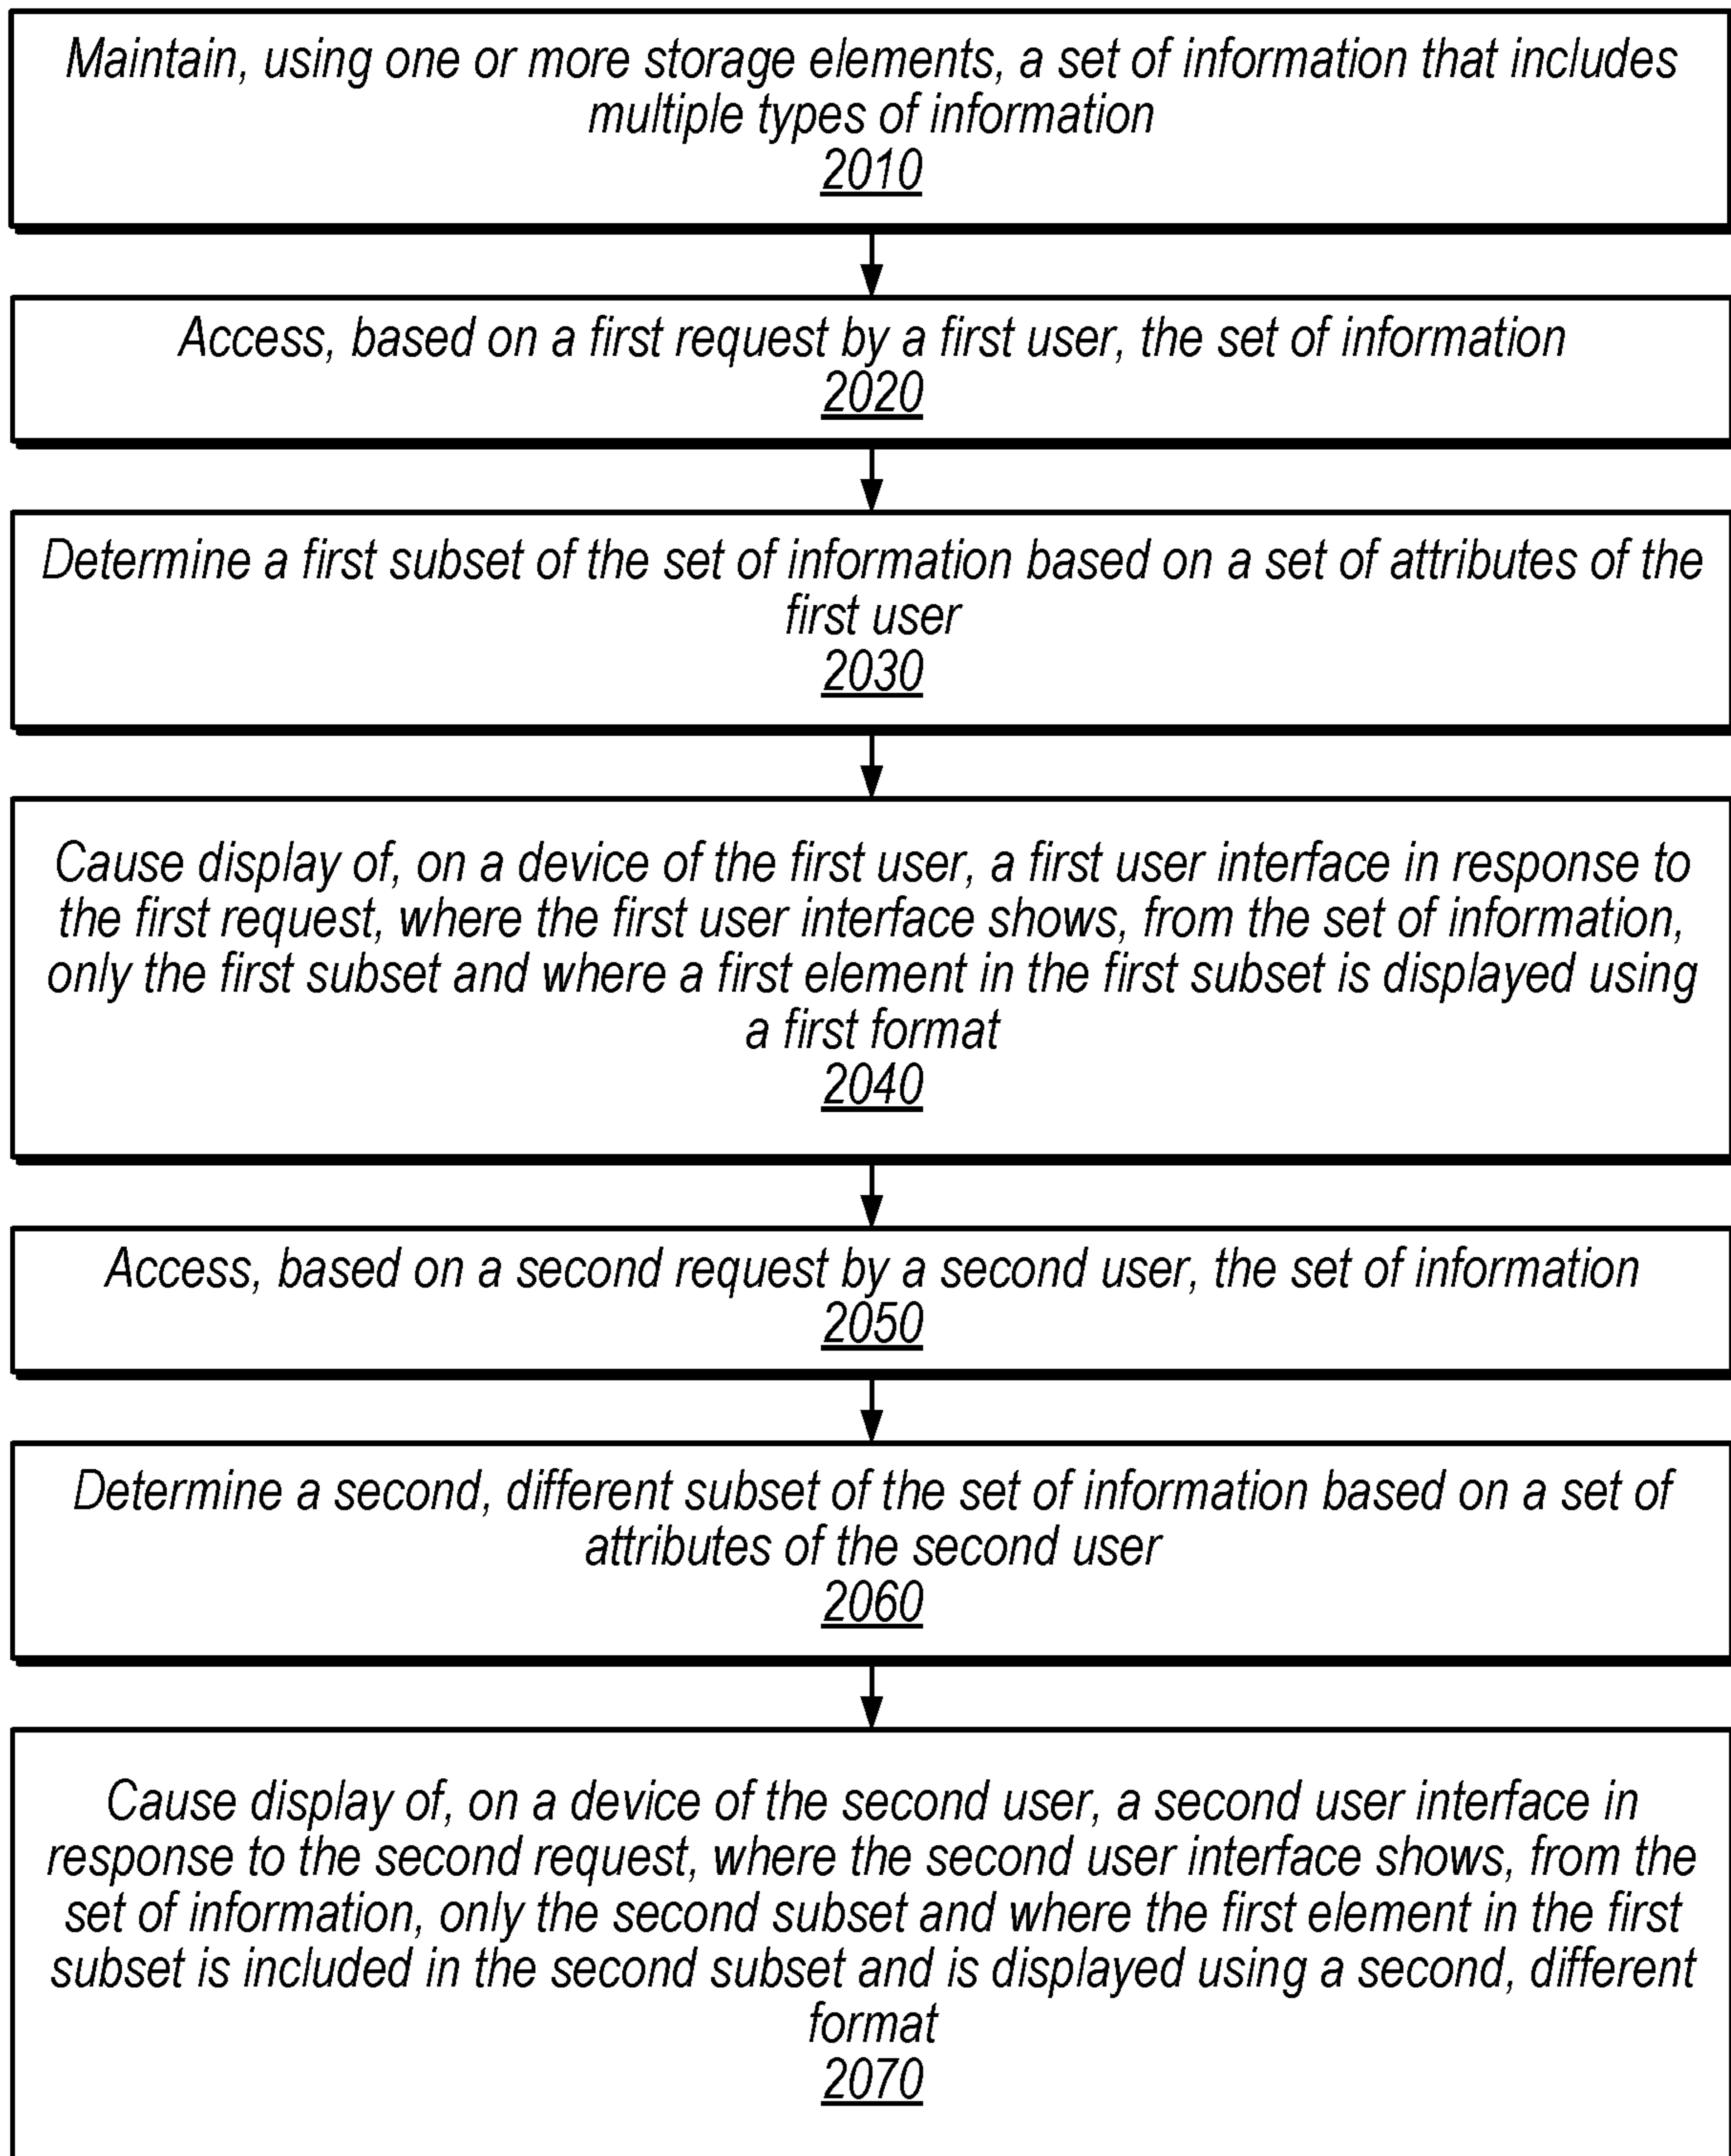 Maintain, using one or more storage elements, a set of information that includes
multiple types of information
2010
Access, based on a first request by a first user, the set of information
2020
Determine a first subset of the set of information based on a set of attributes of the
first user
2030
Cause display of, on a device of the first user, a first user interface in response to
the first request, where the first user interface shows, from the set of information,
only the first subset and where a first element in the first subset is displayed using
a first format
2040
Access, based on a second request by a second user, the set of information
2050
Determine a second, different subset of the set of information based on a set of
attributes of the second user
2060
Cause display of, on a device of the second user, a second user interface in
response to the second request, where the second user interface shows, from the
set of information, only the second subset and where the first element in the first
subset is included in the second subset and is displayed using a second, different
format
2070